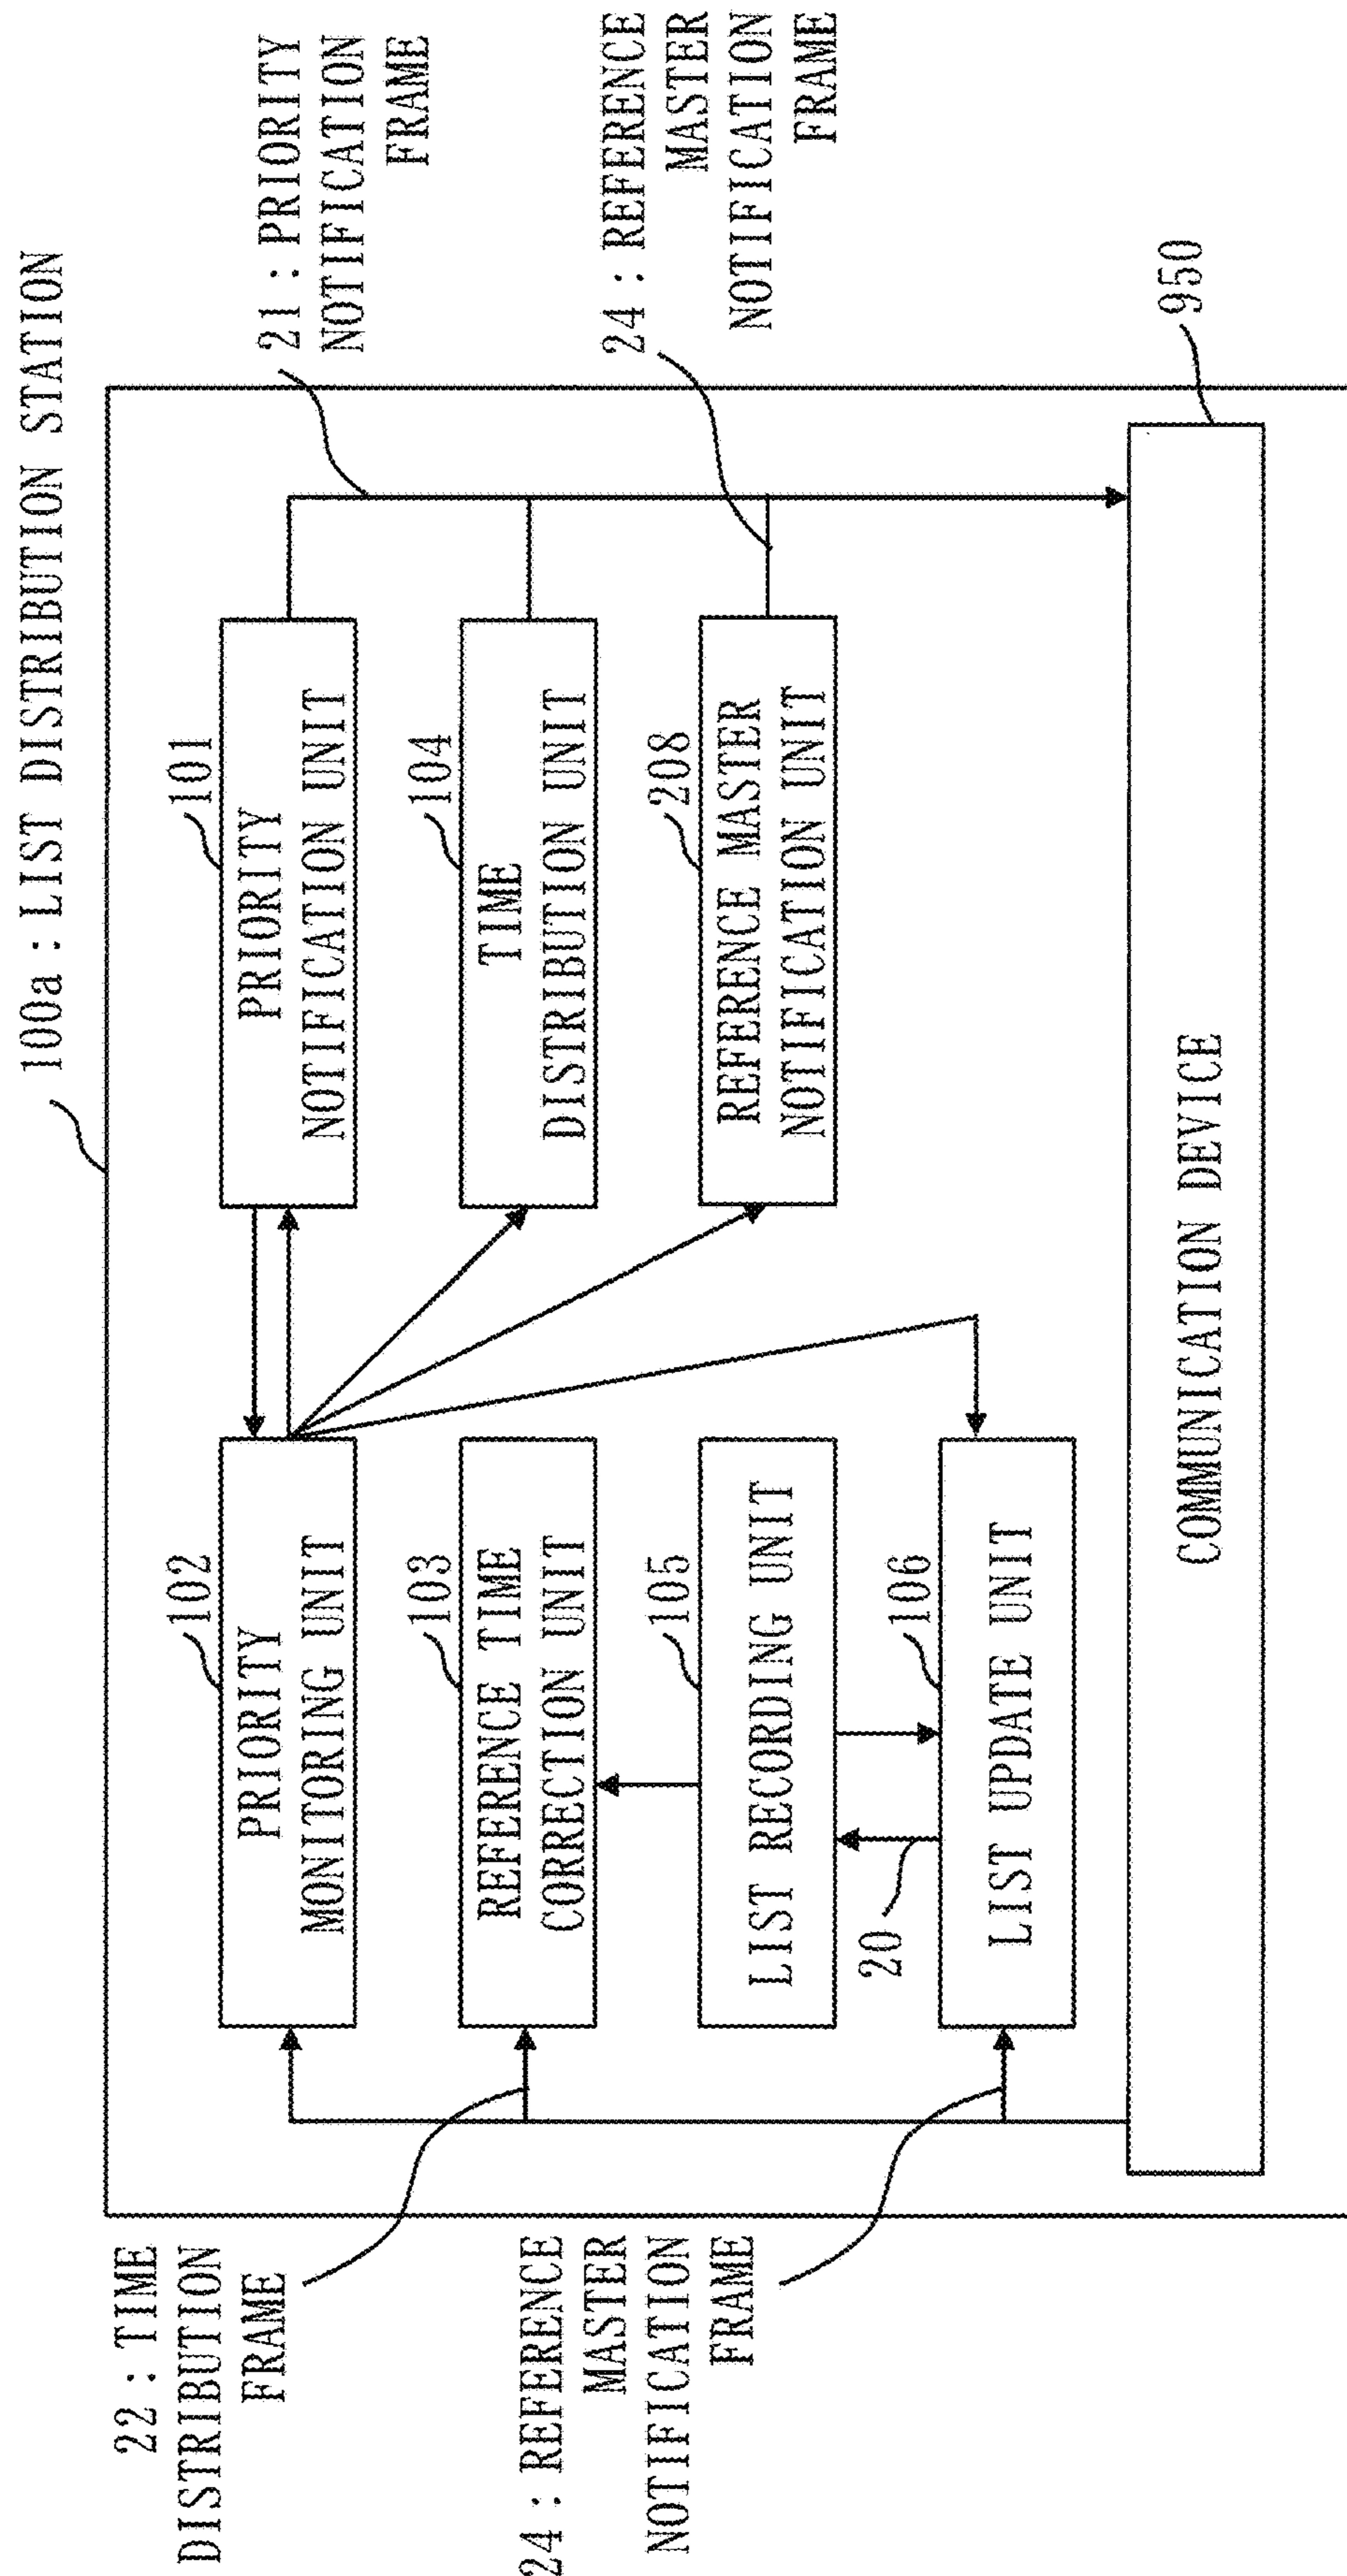 100a : LIST DISTRIBUTION STATION
22 : TIME
DISTRIBUTION
FRAME
24 : REFERENCE
MASTER
NOTIFICATION
FRAME
102
PRIORITY
MONITORING UNIT
103
REFERENCE TIME
CORRECTION UNIT
105
LIST RECORDING UNIT
20
106
LIST UPDATE UNIT
101
PRIORITY
NOTIFICATION UNIT
104
TIME
DISTRIBUTION UNIT
208
REFERENCE MASTER
NOTIFICATION UNIT
21 : PRIORITY
NOTIFICATION
FRAME
24 : REFERENCE
MASTER
NOTIFICATION
FRAME
COMMUNICATION DEVICE
950